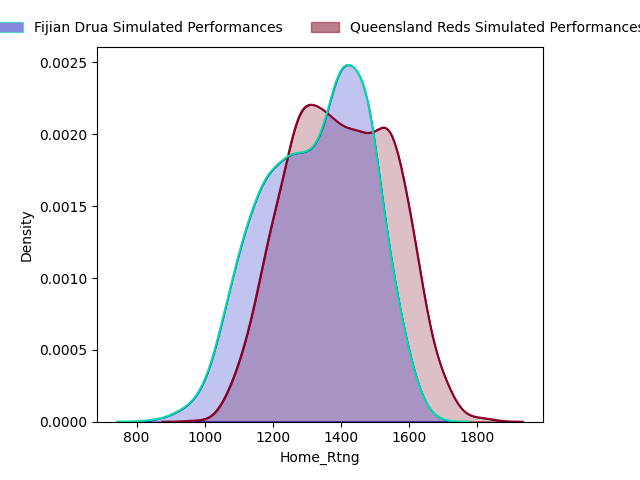 Fijian Drua Simulated Performances
Queensland Reds Simulated Performances
0.0025
0.0020
0.0015
0.0010
0.0005
0.0000
Density
800 1000 1200 1400 1600 1800
Home_Rtng